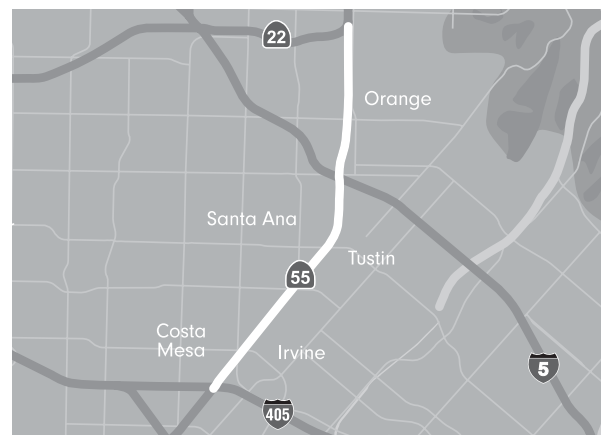 22
Orange
Santa Ana
Tustin
55
Costa
Mesa
Irvine
5
405